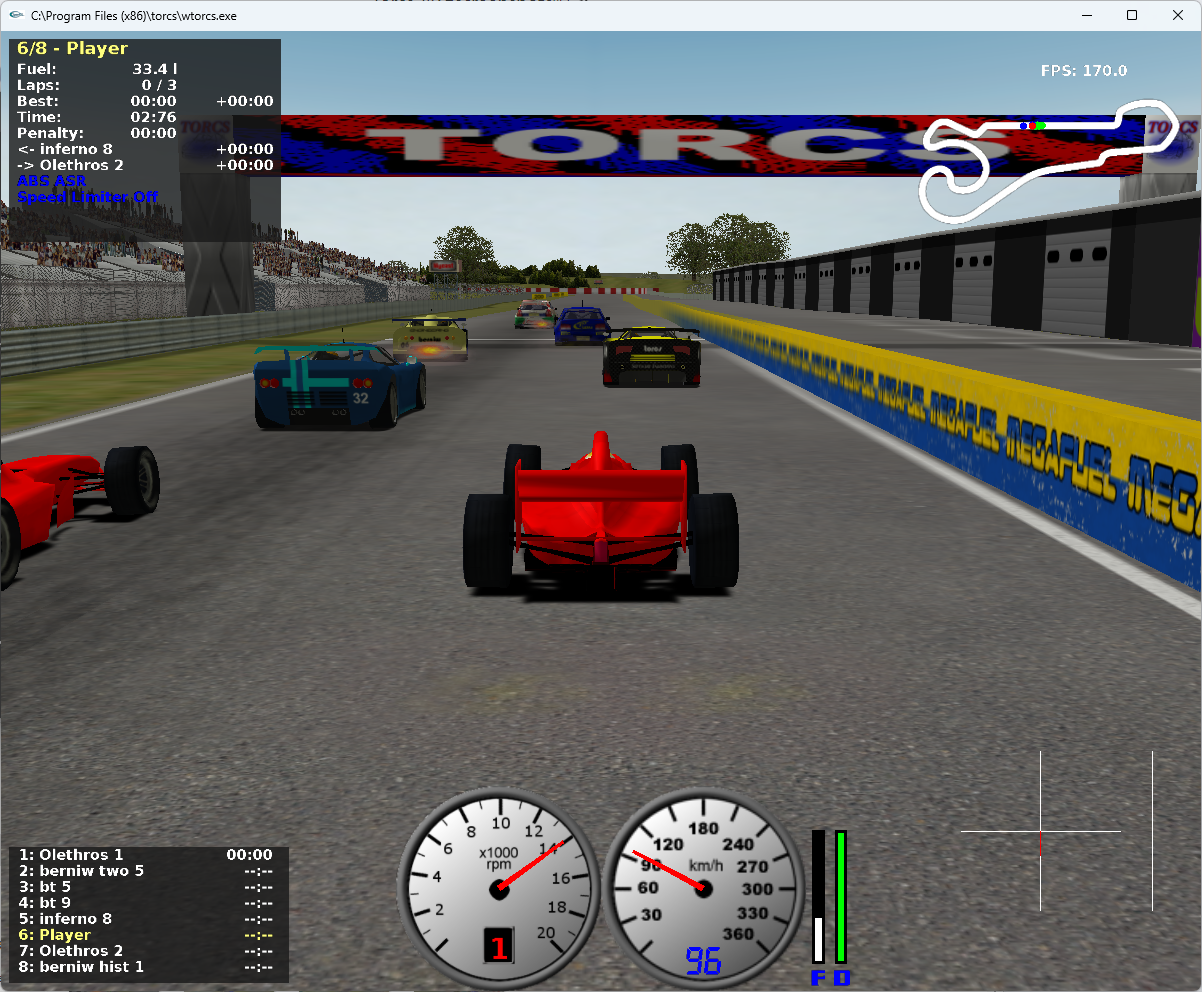 C:\Program Files (x86)\torcs\wtorcs.exe
6/8 - Player
Fuel: 33.4 l
Laps: 0 / 3
Best: 00:00 +00:00
Time: 02:76
Penalty: 00:00
<- inferno 8 +00:00
-> Olethros 2 +00:00
ABS ASR
Speed Limiter Off
FPS: 170.0
TORCS
TORCS
TORCS
32
torcs
MEGAFUEL MEGAFUEL MEGAFUEL MEGAFUEL
2 4 6 8 10 12 14 16 18 20
x1000
rpm
1
30 60 90 120 180 240 270 300 330 360
km/h
96
F
1: Olethros 1 00:00
2: berniw two 5 --:--
3: bt 5 --:--
4: bt 9 --:--
5: inferno 8 --:--
6: Player --:--
7: Olethros 2 --:--
8: berniw hist 1 --:--